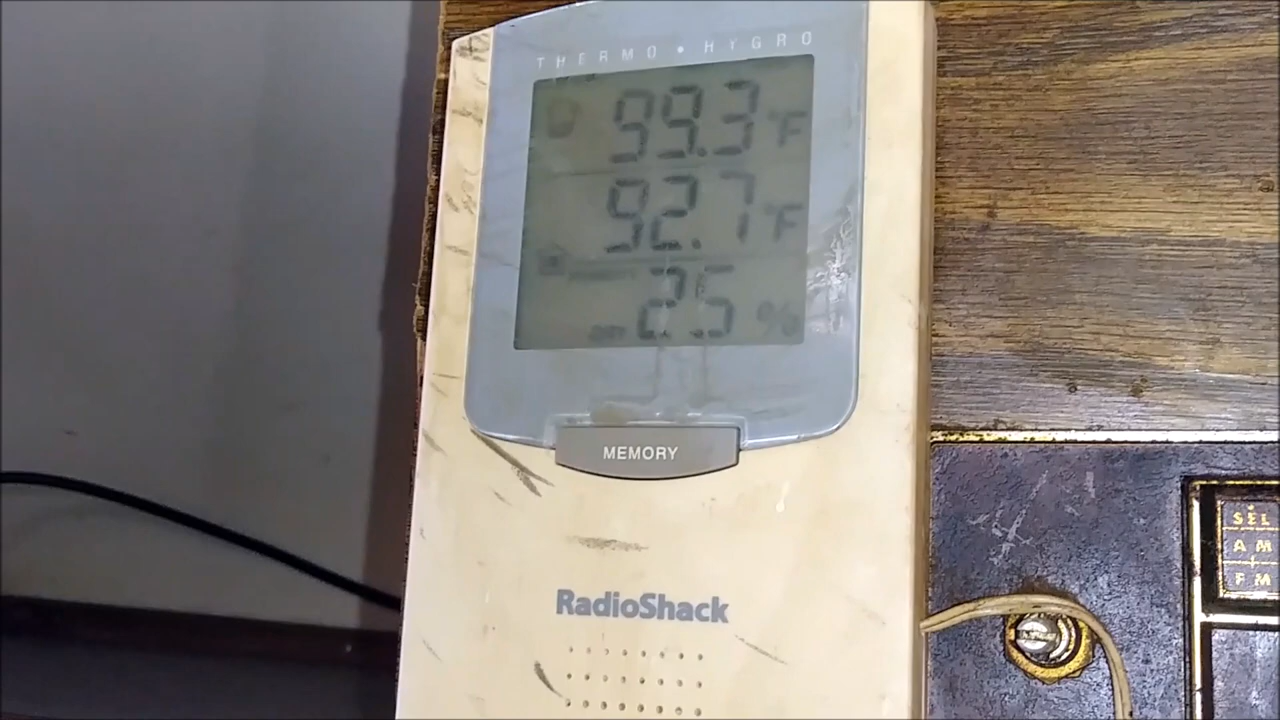 THERMO • HYGRO
99.3 °F
92.7 °F
25 %
MEMORY
RadioShack
SEL
AM
FM